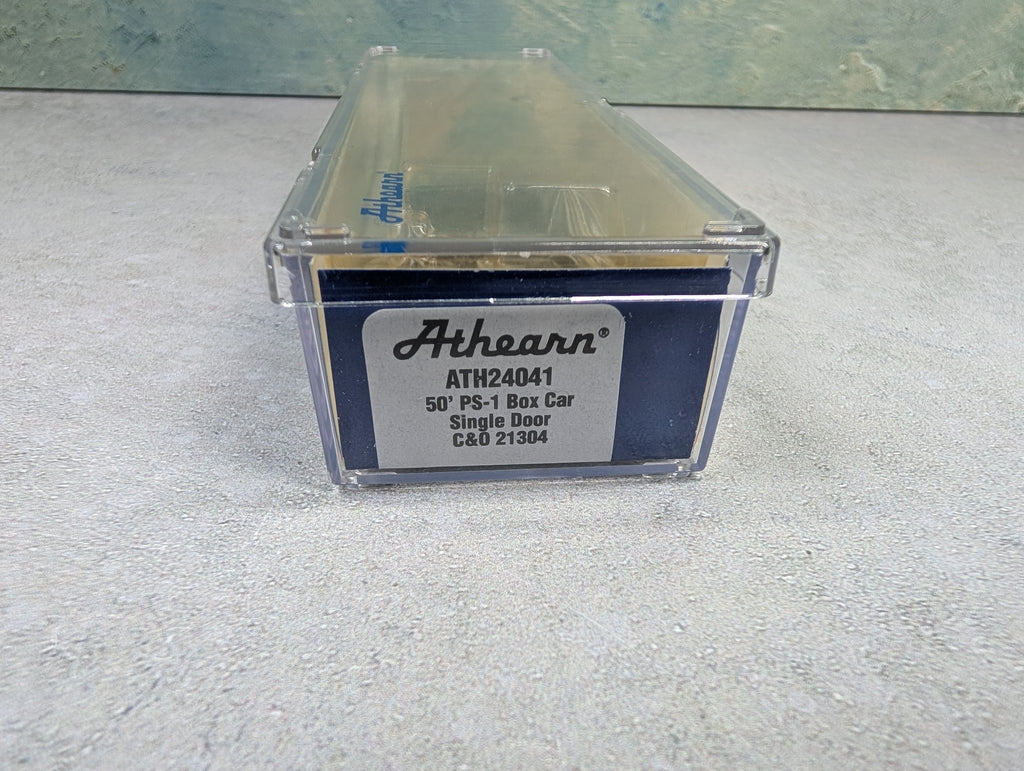 Athearn
Athearn®
ATH24041
50' PS-1 Box Car
Single Door
C&O 21304